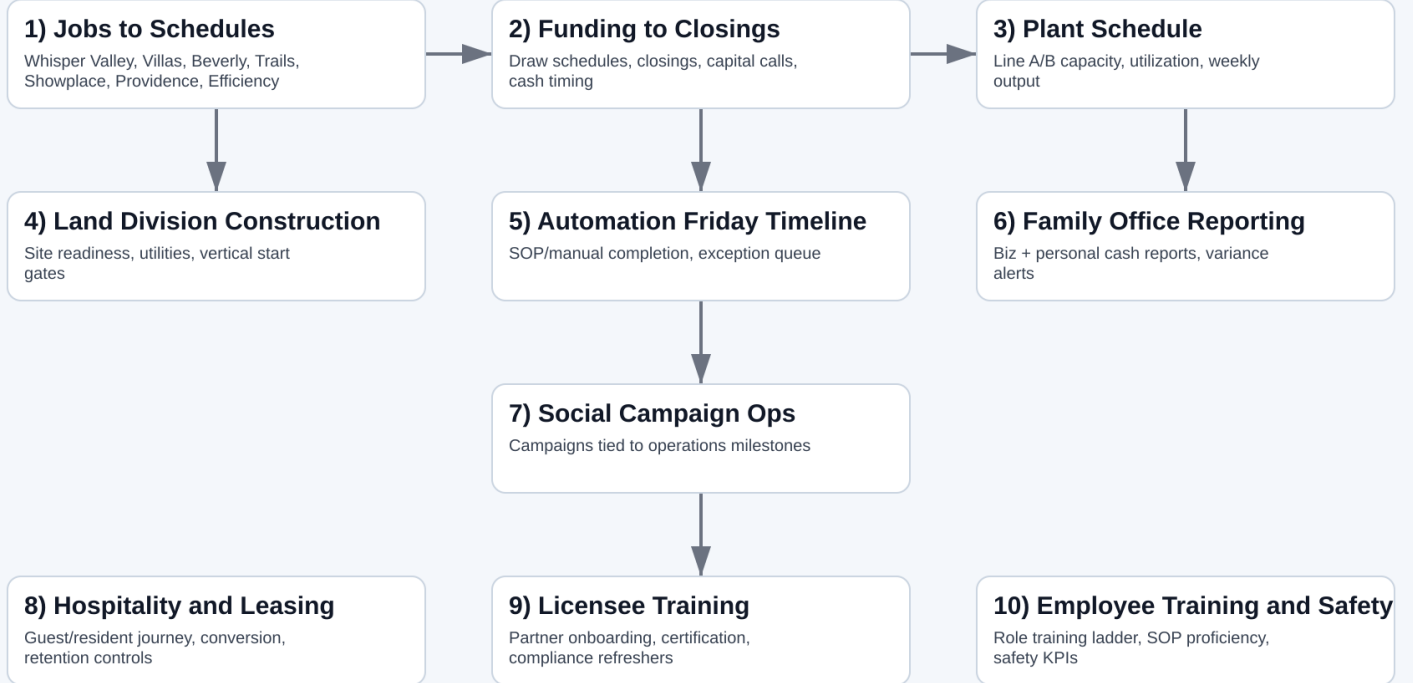 1) Jobs to Schedules
Whisper Valley, Villas, Beverly, Trails,
Showplace, Providence, Efficiency
2) Funding to Closings
Draw schedules, closings, capital calls,
cash timing
3) Plant Schedule
Line A/B capacity, utilization, weekly
output
4) Land Division Construction
Site readiness, utilities, vertical start
gates
5) Automation Friday Timeline
SOP/manual completion, exception queue
6) Family Office Reporting
Biz + personal cash reports, variance
alerts
7) Social Campaign Ops
Campaigns tied to operations milestones
8) Hospitality and Leasing
Guest/resident journey, conversion,
retention controls
9) Licensee Training
Partner onboarding, certification,
compliance refreshers
10) Employee Training and Safety
Role training ladder, SOP proficiency,
safety KPIs